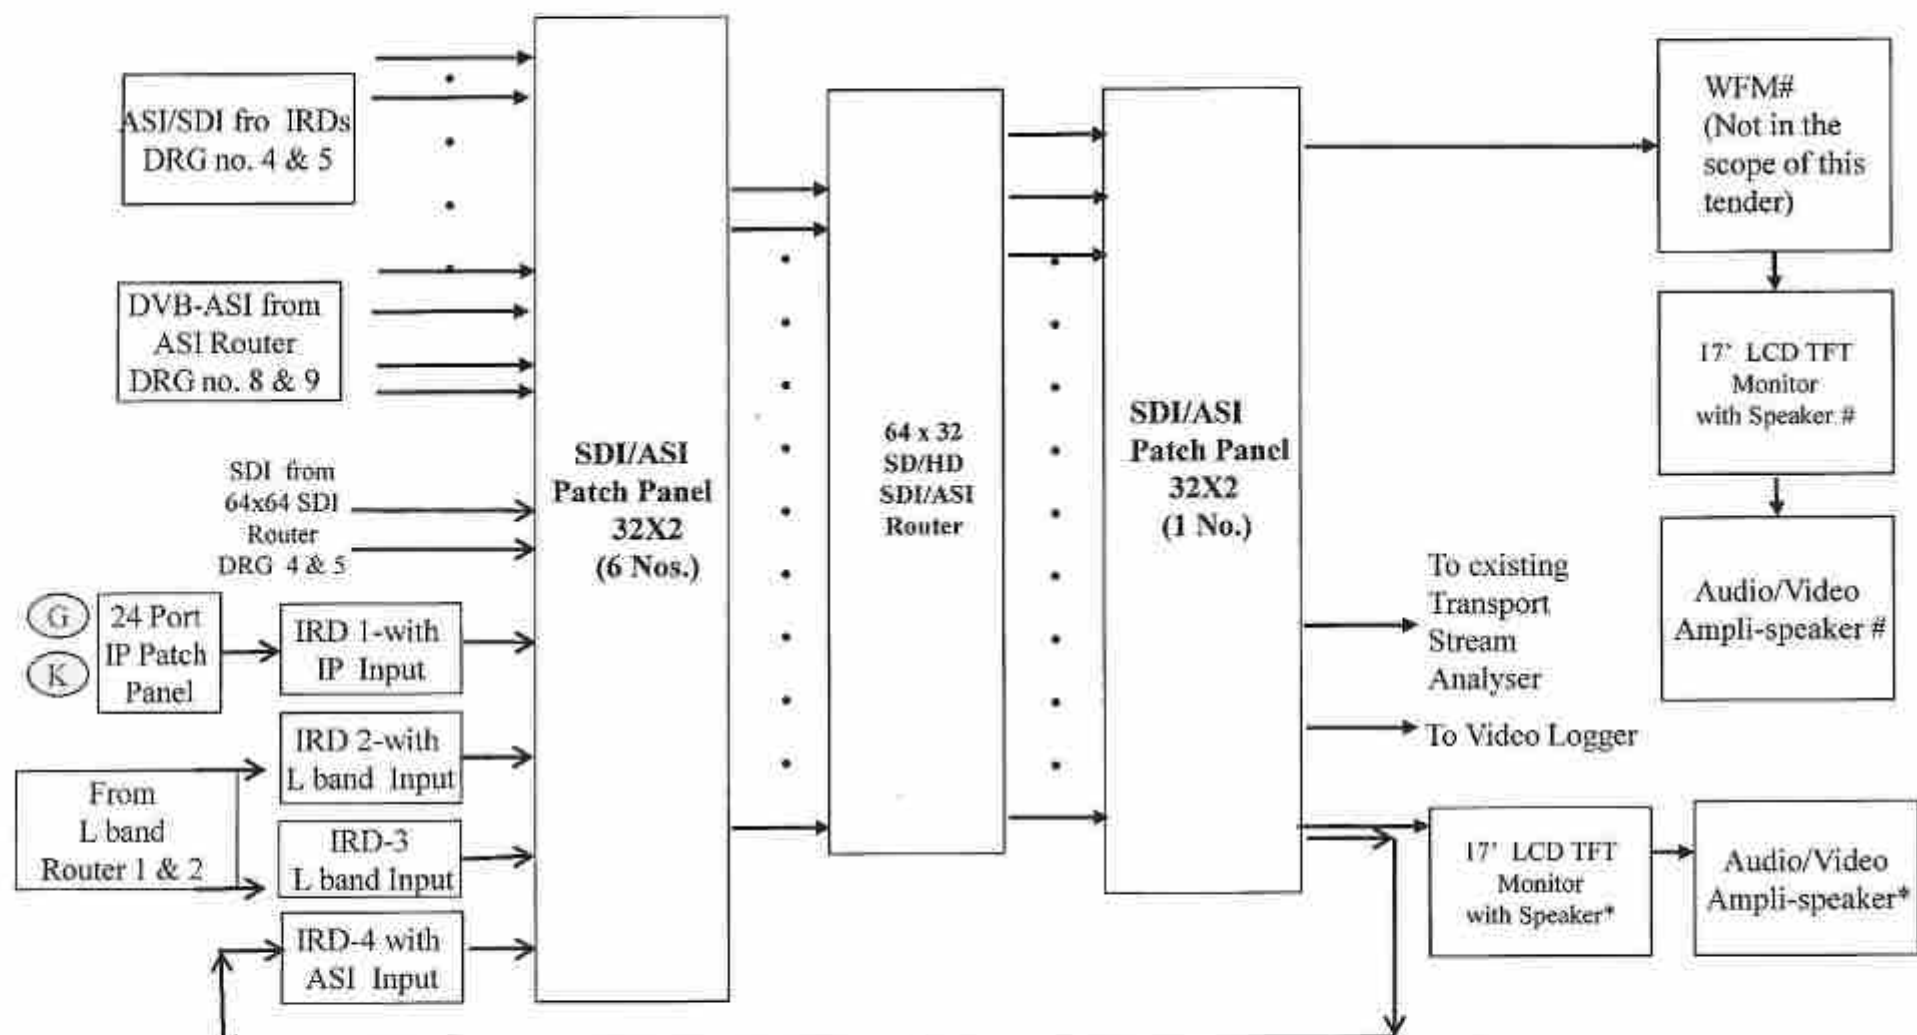 ASI/SDI fro IRDs
DRG no. 4 & 5
DVB-ASI from
ASI Router
DRG no. 8 & 9
SDI from
64x64 SDI
Router
DRG 4 & 5
G
K
24 Port
IP Patch
Panel
IRD 1-with
IP Input
IRD 2-with
L band Input
From
L band
Router 1 & 2
IRD-3
L band Input
IRD-4 with
ASI Input
SDI/ASI
Patch Panel
32X2
(6 Nos.)
64 x 32
SD/HD
SDI/ASI
Router
SDI/ASI
Patch Panel
32X2
(1 No.)
WFM#
(Not in the
scope of this
tender)
17' LCD TFT
Monitor
with Speaker #
Audio/Video
Ampli-speaker #
To existing
Transport
Stream
Analyser
To Video Logger
17' LCD TFT
Monitor
with Speaker*
Audio/Video
Ampli-speaker*